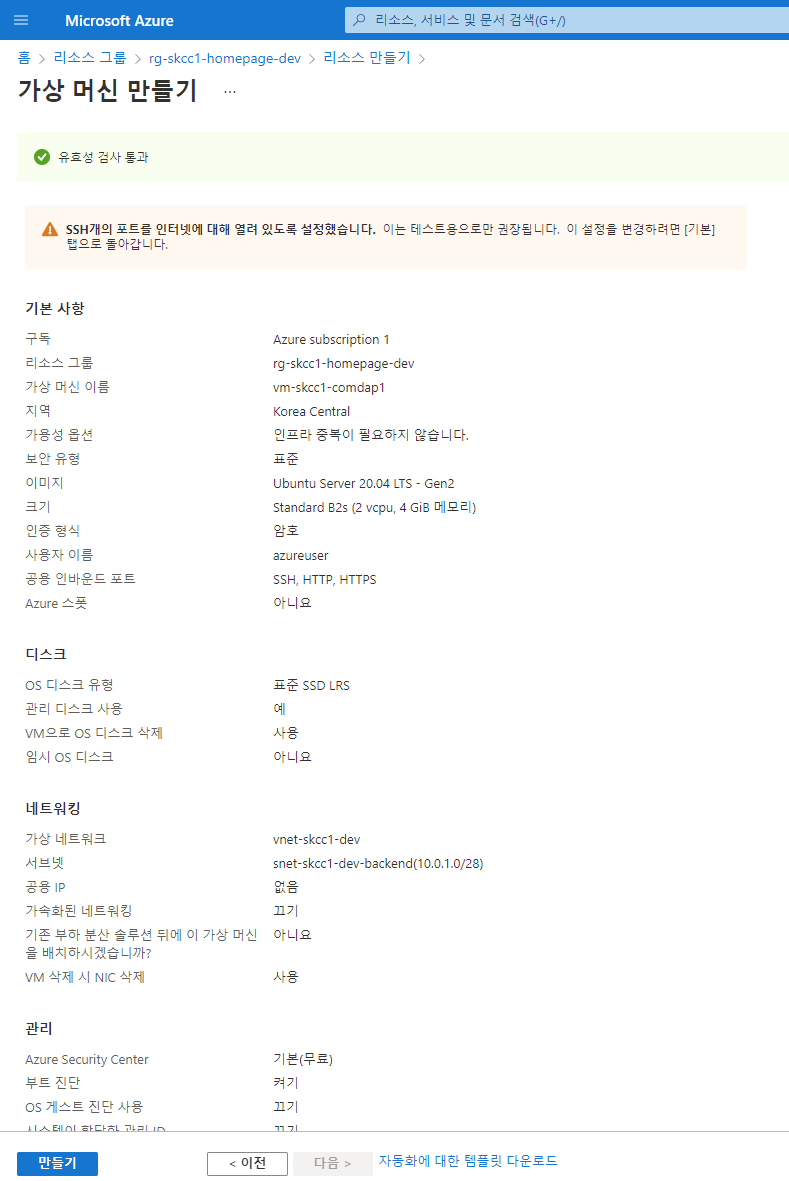 Microsoft Azure
리소스, 서비스 및 문서 검색(G+/)
홈 > 리소스 그룹 > rg-skcc1-homepage-dev > 리소스 만들기 >
가상 머신 만들기 ...
유효성 검사 통과
SSH개의 포트를 인터넷에 대해 열려 있도록 설정했습니다. 이는 테스트용으로만 권장됩니다. 이 설정을 변경하려면 [기본]
탭으로 돌아갑니다.
기본 사항
구독 Azure subscription 1
리소스 그룹 rg-skcc1-homepage-dev
가상 머신 이름 vm-skcc1-comdap1
지역 Korea Central
가용성 옵션 인프라 중복이 필요하지 않습니다.
보안 유형 표준
이미지 Ubuntu Server 20.04 LTS - Gen2
크기 Standard B2s (2 vcpu, 4 GiB 메모리)
인증 형식 암호
사용자 이름 azureuser
공용 인바운드 포트 SSH, HTTP, HTTPS
Azure 스폿 아니요
디스크
OS 디스크 유형 표준 SSD LRS
관리 디스크 사용 예
VM으로 OS 디스크 삭제 사용
임시 OS 디스크 아니요
네트워킹
가상 네트워크 vnet-skcc1-dev
서브넷 snet-skcc1-dev-backend(10.0.1.0/28)
공용 IP 없음
가속화된 네트워킹 끄기
기존 부하 분산 솔루션 뒤에 이 가상 머신 아니요
을 배치하시겠습니까?
VM 삭제 시 NIC 삭제 사용
관리
Azure Security Center 기본(무료)
부트 진단 켜기
OS 게스트 진단 사용 끄기
시스템이 할당한 관리 ID 끄기
만들기 < 이전 다음 > 자동화에 대한 템플릿 다운로드